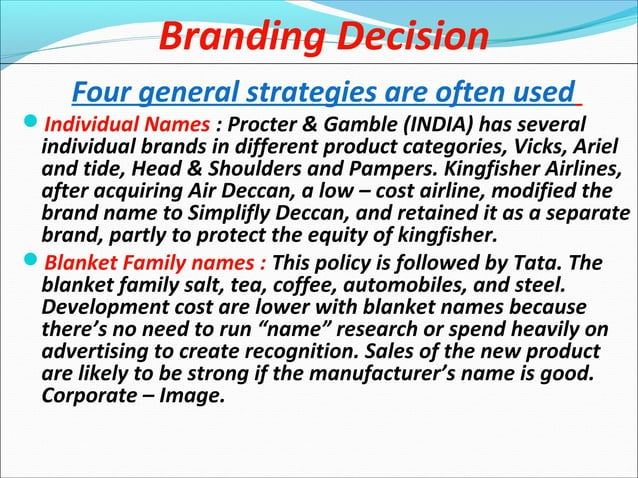 Branding Decision
Four general strategies are often used
Individual Names : Procter & Gamble (INDIA) has several
individual brands in different product categories, Vicks, Ariel
and tide, Head & Shoulders and Pampers. Kingfisher Airlines,
after acquiring Air Deccan, a low – cost airline, modified the
brand name to Simplifly Deccan, and retained it as a separate
brand, partly to protect the equity of kingfisher.
Blanket Family names : This policy is followed by Tata. The
blanket family salt, tea, coffee, automobiles, and steel.
Development cost are lower with blanket names because
there’s no need to run “name” research or spend heavily on
advertising to create recognition. Sales of the new product
are likely to be strong if the manufacturer’s name is good.
Corporate – Image.